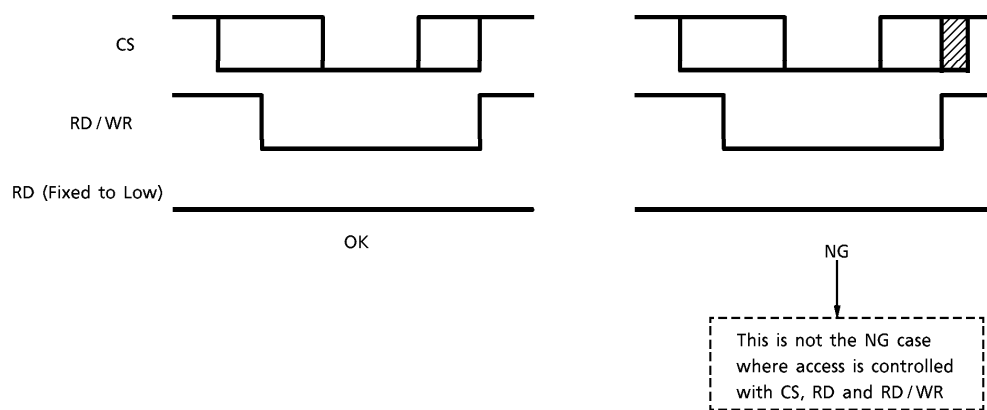 CS
RD / WR
RD (Fixed to Low)
OK
NG
This is not the NG case
where access is controlled
with CS, RD and RD / WR